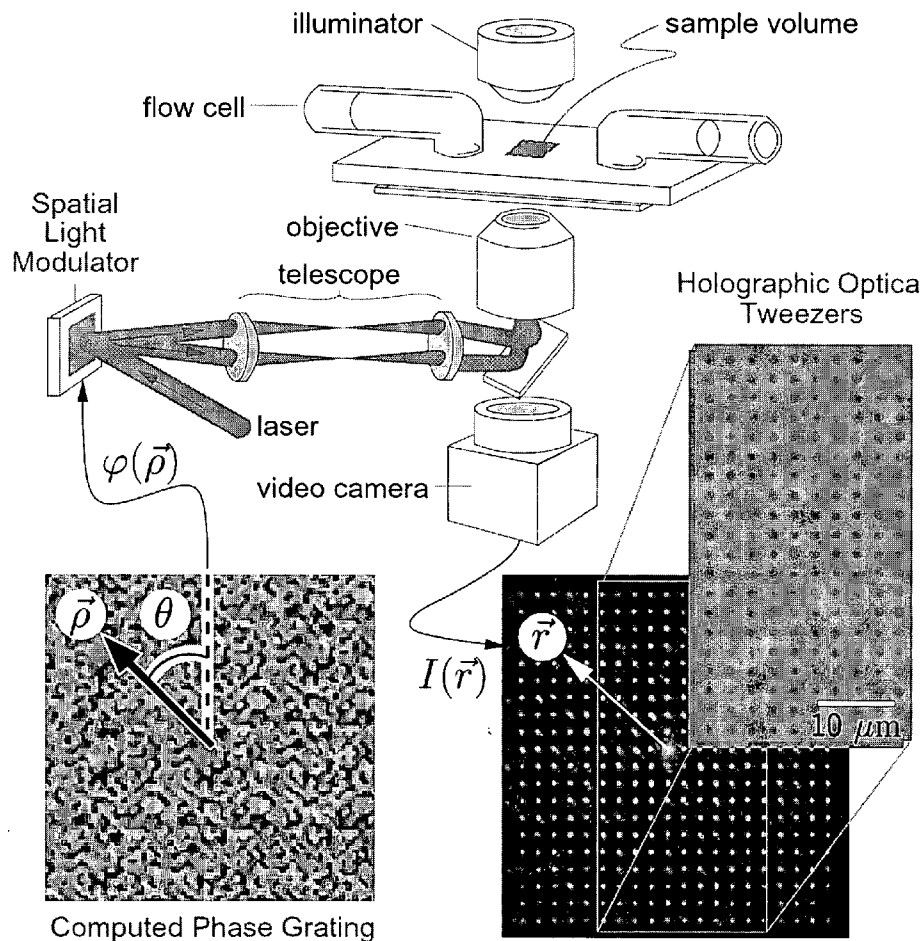 illuminator
sample volume
flow cell
Spatial
Light
Modulator
objective
telescope
Holographic Optical
Tweezers
laser
φ(ρ⃗)
video camera
ρ⃗
θ
r⃗
I(r⃗)
10 μm
Computed Phase Grating